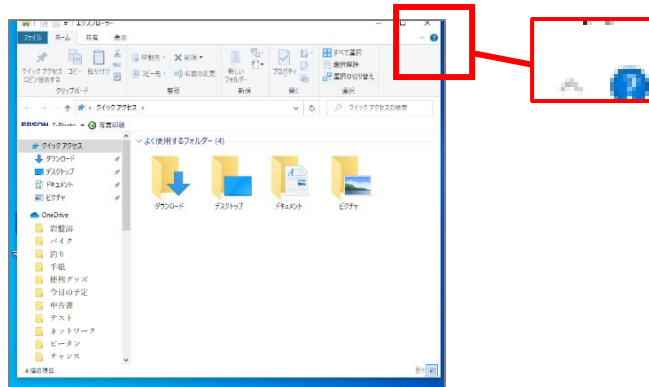 エクスプローラー
ファイル ホーム 共有 表示
クイック アクセス
にピン留めする
コピー
貼り付け
移動先
コピー先
削除
名前の変更
新しい
フォルダー
プロパティ
すべて選択
選択解除
選択の切り替え
クリップボード
整理
新規
開く
選択
クイック アクセス
クイック アクセスの検索
EPSON
写真印刷
クイック アクセス
ダウンロード
デスクトップ
ドキュメント
ピクチャ
OneDrive
岩盤浴
バイク
釣り
手紙
便利グッズ
今日の予定
申告書
テスト
ネットワーク
ビータン
チャンス
よく使用するフォルダー (4)
ダウンロード
デスクトップ
ドキュメント
ピクチャ
4 個の項目